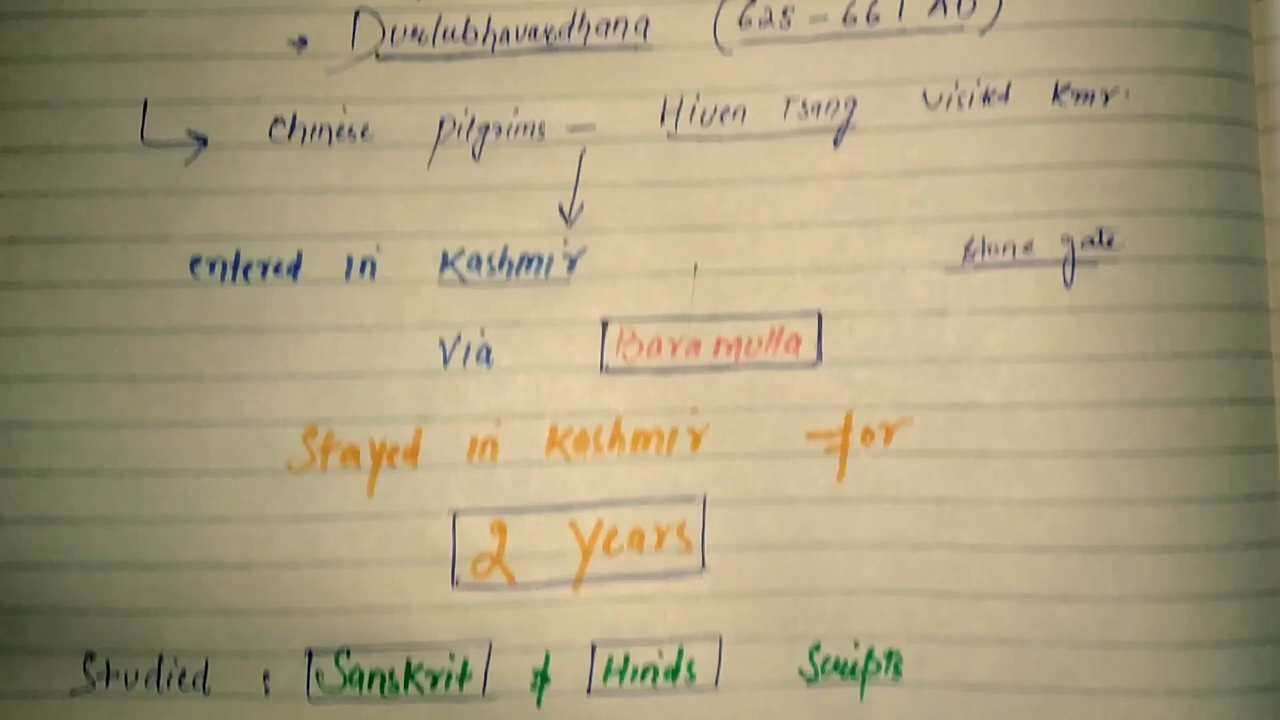 → Durlubhavardhana (625 - 661 AD)
↳ Chinese pilgrims - Hiuen Tsang visited Kmr.
entered in Kashmir
stone gate
Via Baramulla
Stayed in Kashmir for
2 Years
Studied : Sanskrit & Hinds Scripts